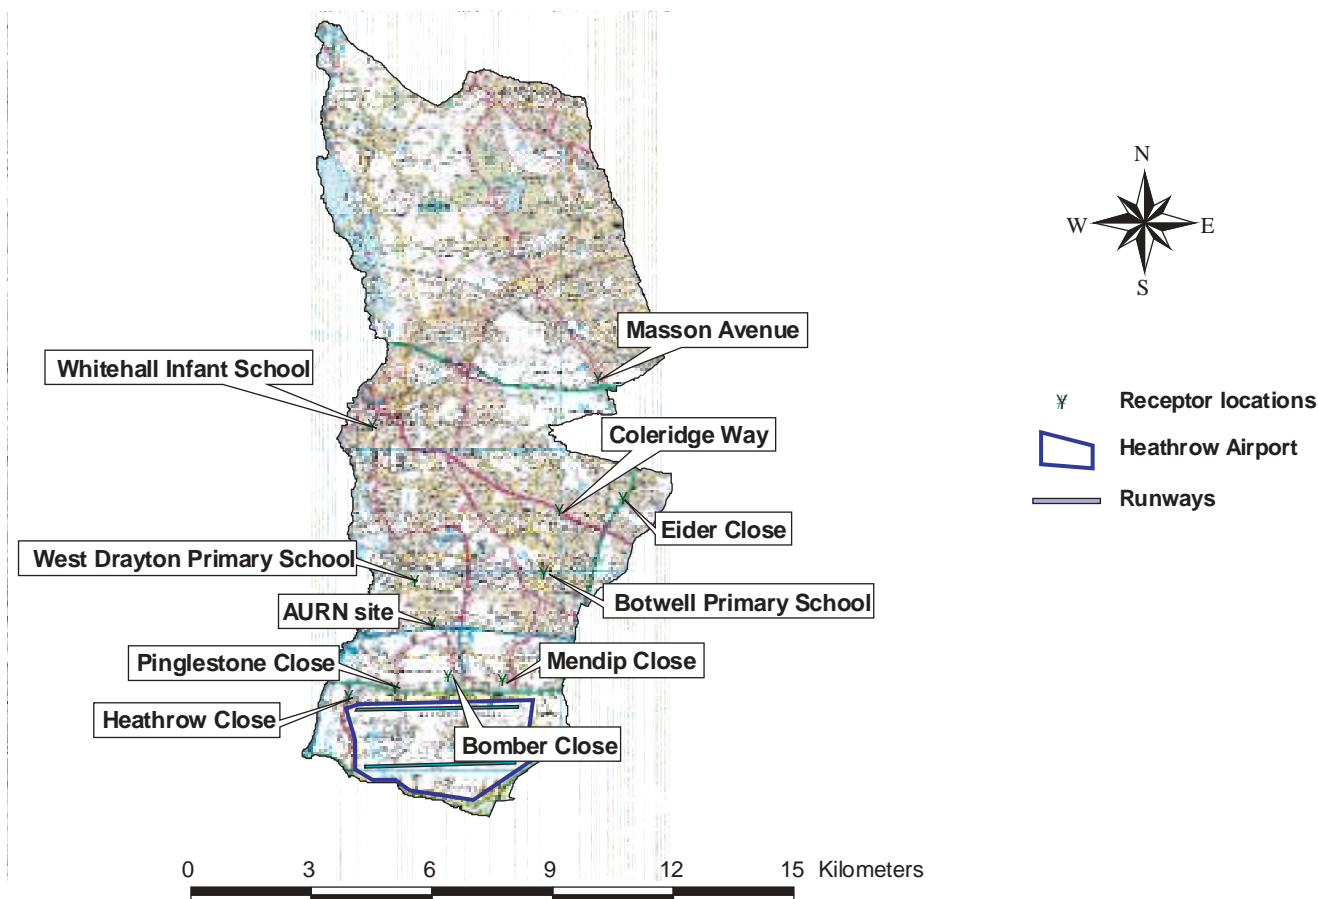 N
W E
S
Masson Avenue
Whitehall Infant School
Receptor locations
Coleridge Way
Heathrow Airport
Runways
Eider Close
West Drayton Primary School
Botwell Primary School
AURN site
Pinglestone Close
Mendip Close
Heathrow Close
Bomber Close
0 3 6 9 12 15 Kilometers